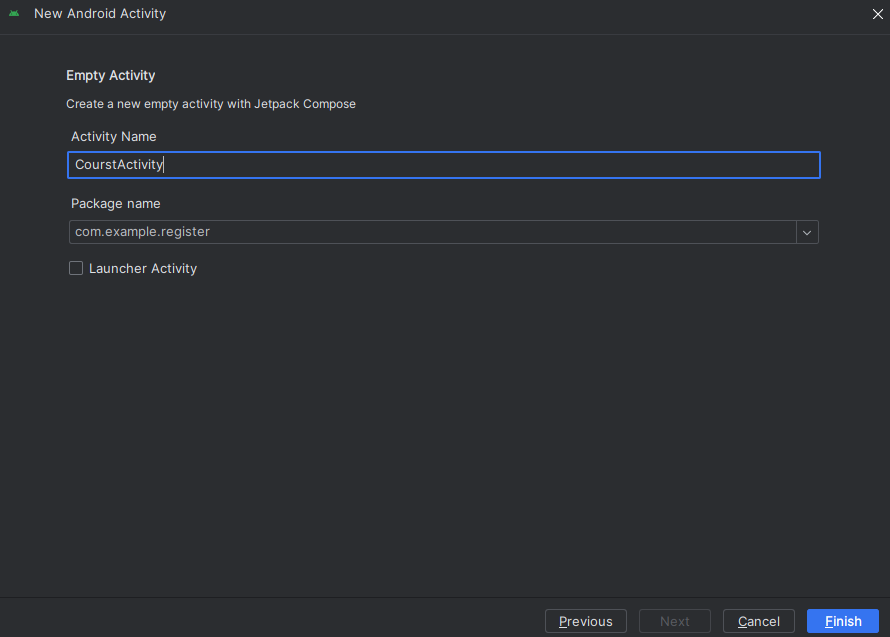 New Android Activity
Empty Activity
Create a new empty activity with Jetpack Compose
Activity Name
CourstActivity
Package name
com.example.register
Launcher Activity
Previous
Next
Cancel
Finish